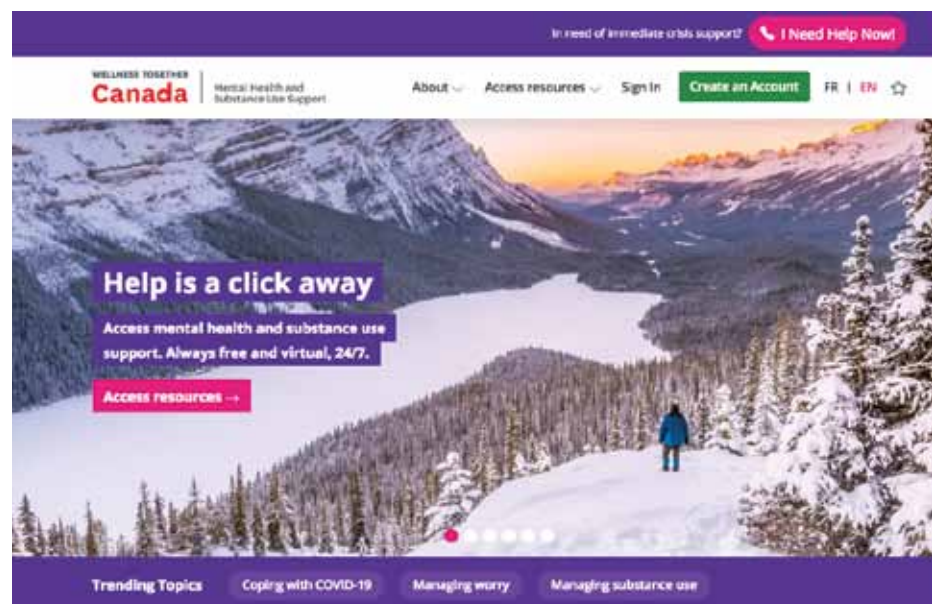 In need of immediate crisis support?
I Need Help Now!
WELLNESS TOGETHER
Canada
Mental Health and
Substance Use Support
About
Access resources
Sign In
Create an Account
FR | EN
Help is a click away
Access mental health and substance use
support. Always free and virtual, 24/7.
Access resources →
Trending Topics
Coping with COVID-19
Managing worry
Managing substance use